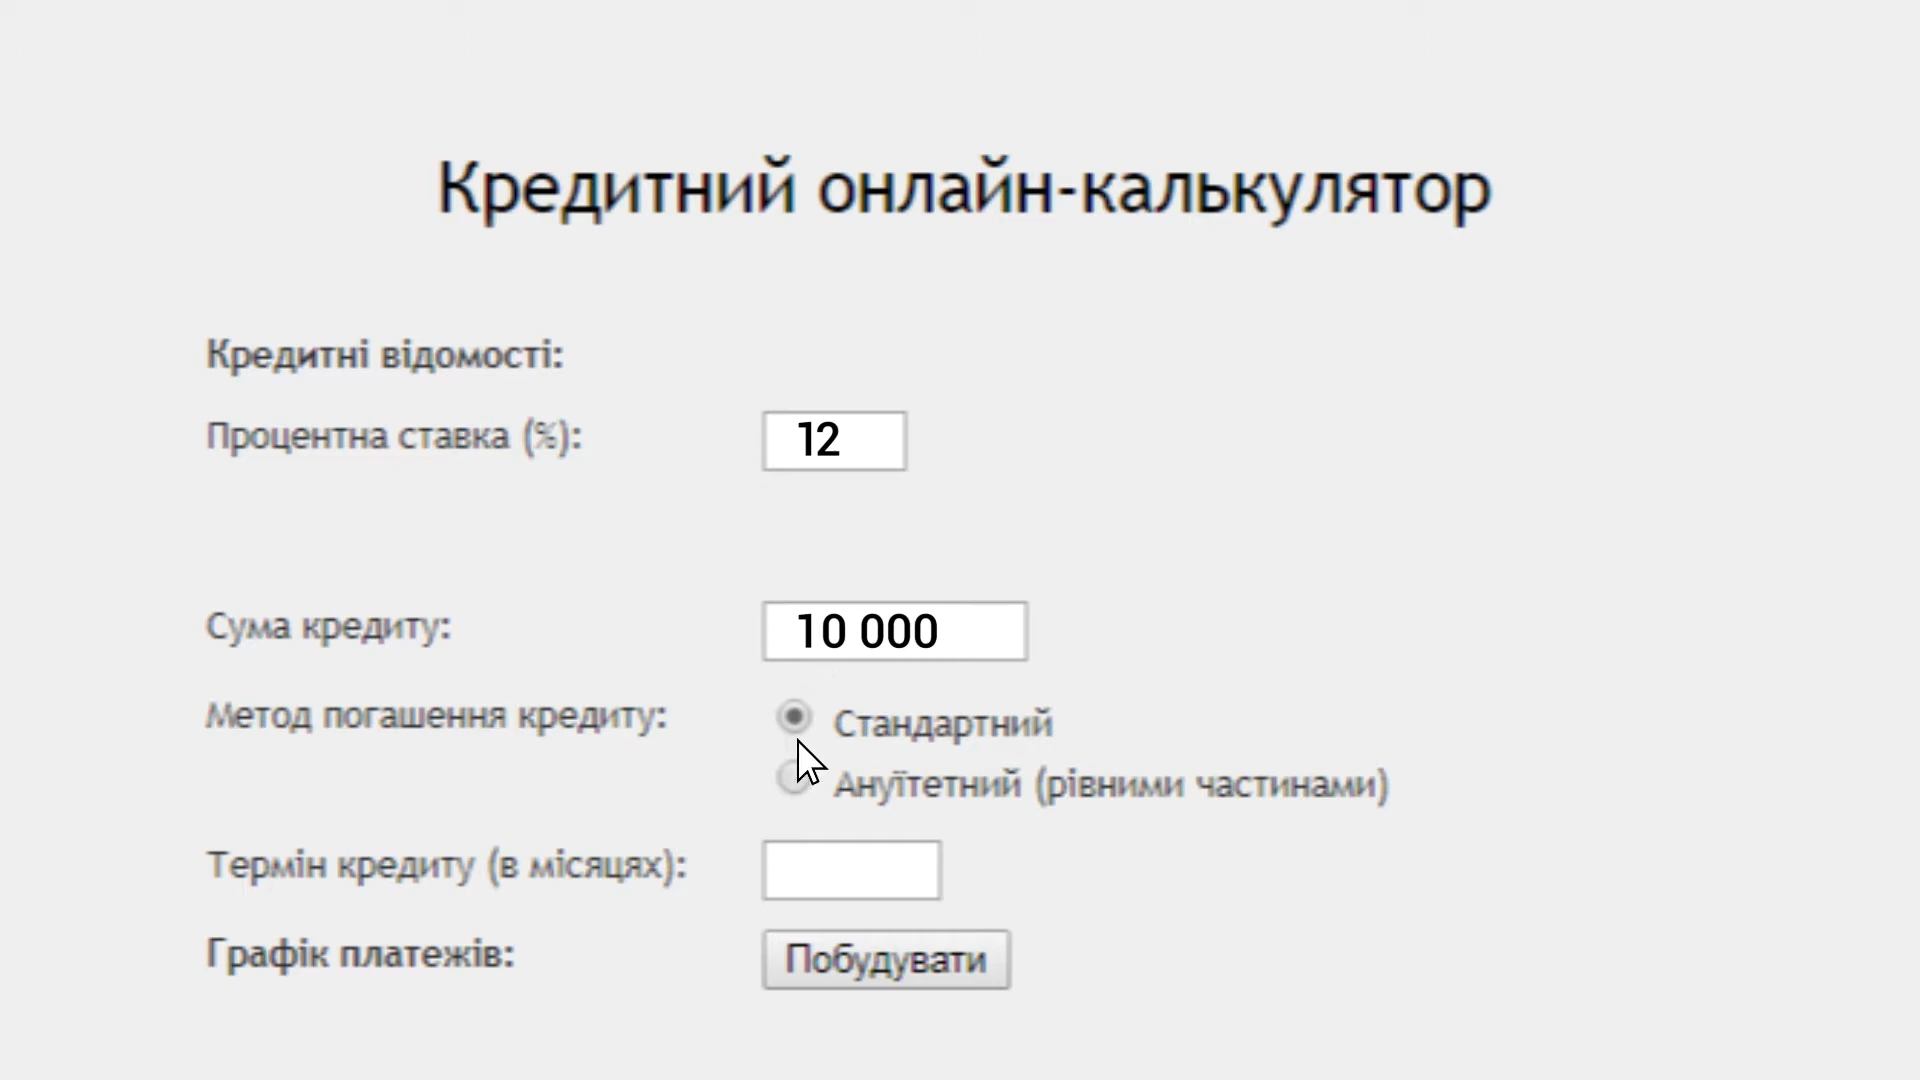 Кредитний онлайн-калькулятор
Кредитні відомості:
Процентна ставка (%): 12
Сума кредиту: 10 000
Метод погашення кредиту: Стандартний
Ануїтетний (рівними частинами)
Термін кредиту (в місяцях):
Графік платежів: Побудувати